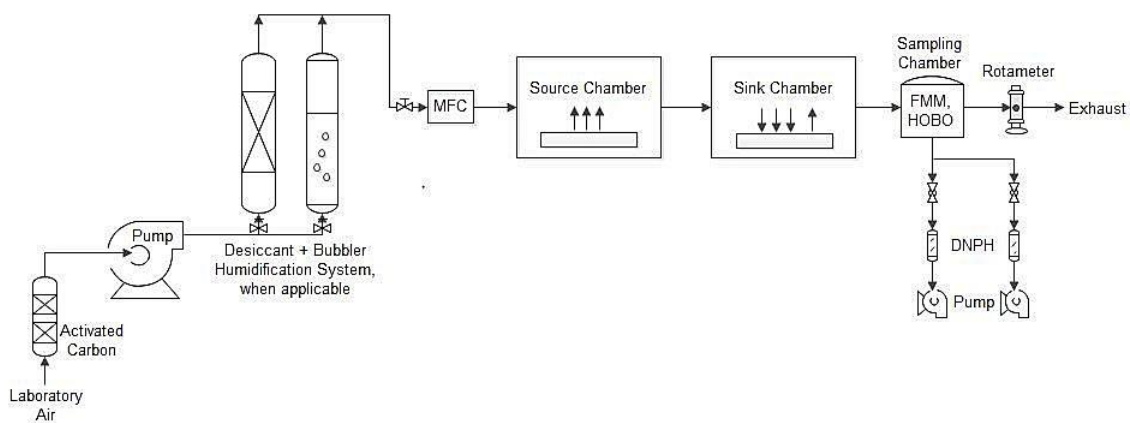 Laboratory
Air
Activated
Carbon
Pump
Desiccant + Bubbler
Humidification System,
when applicable
MFC
Source Chamber
Sink Chamber
Sampling
Chamber
FMM,
HOBO
Rotameter
Exhaust
DNPH
Pump